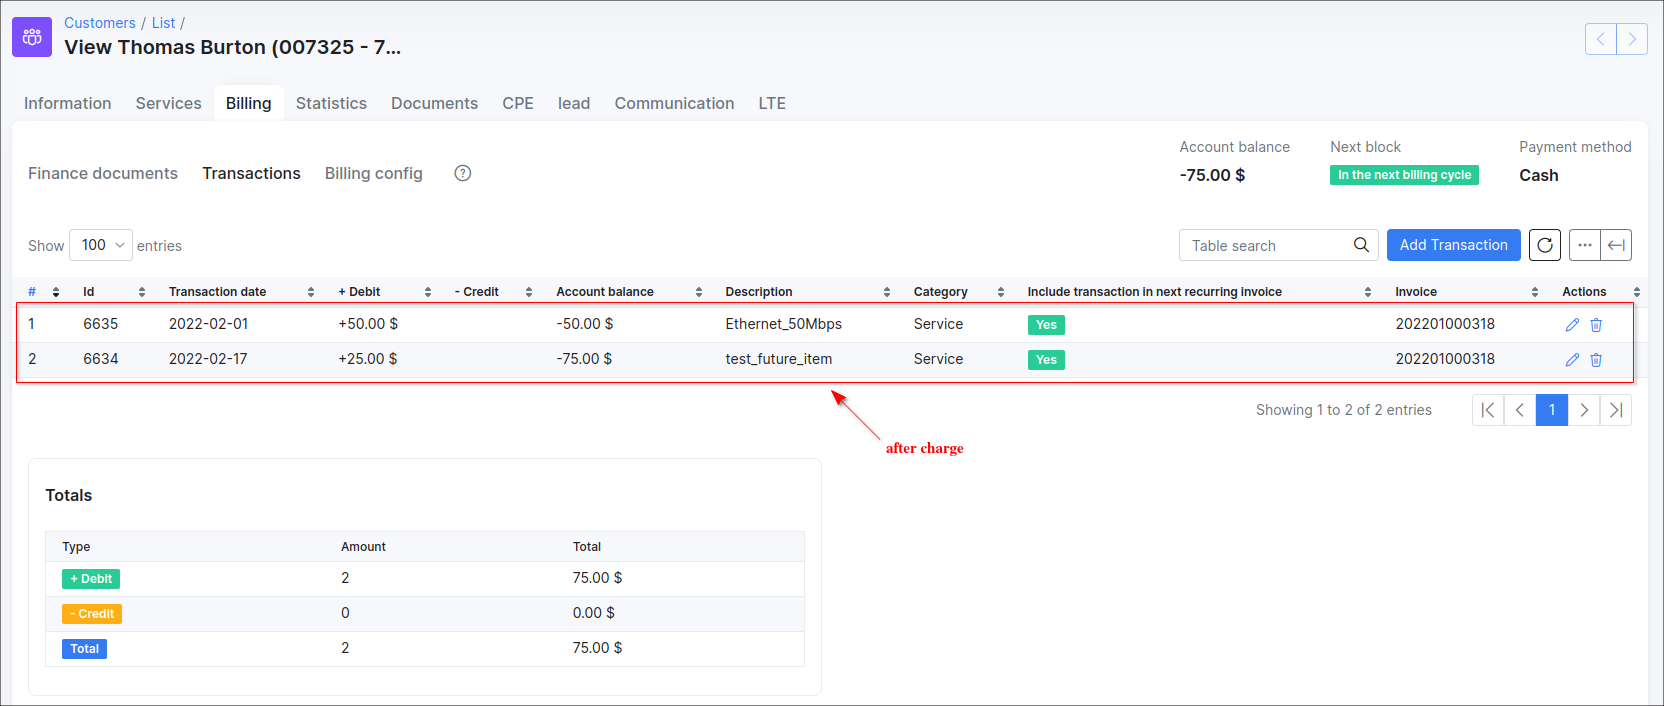 Customers / List /
View Thomas Burton (007325 - 7...
Information Services Billing Statistics Documents CPE lead Communication LTE
Finance documents Transactions Billing config ?
Account balance Next block Payment method
-75.00 $ In the next billing cycle Cash
Show 100 entries Table search Add Transaction ...
# Id Transaction date + Debit - Credit Account balance Description Category Include transaction in next recurring invoice Invoice Actions
1 6635 2022-02-01 +50.00 $ -50.00 $ Ethernet_50Mbps Service Yes 202201000318
2 6634 2022-02-17 +25.00 $ -75.00 $ test_future_item Service Yes 202201000318
Showing 1 to 2 of 2 entries 1
after charge
Totals
Type Amount Total
+ Debit 2 75.00 $
- Credit 0 0.00 $
Total 2 75.00 $